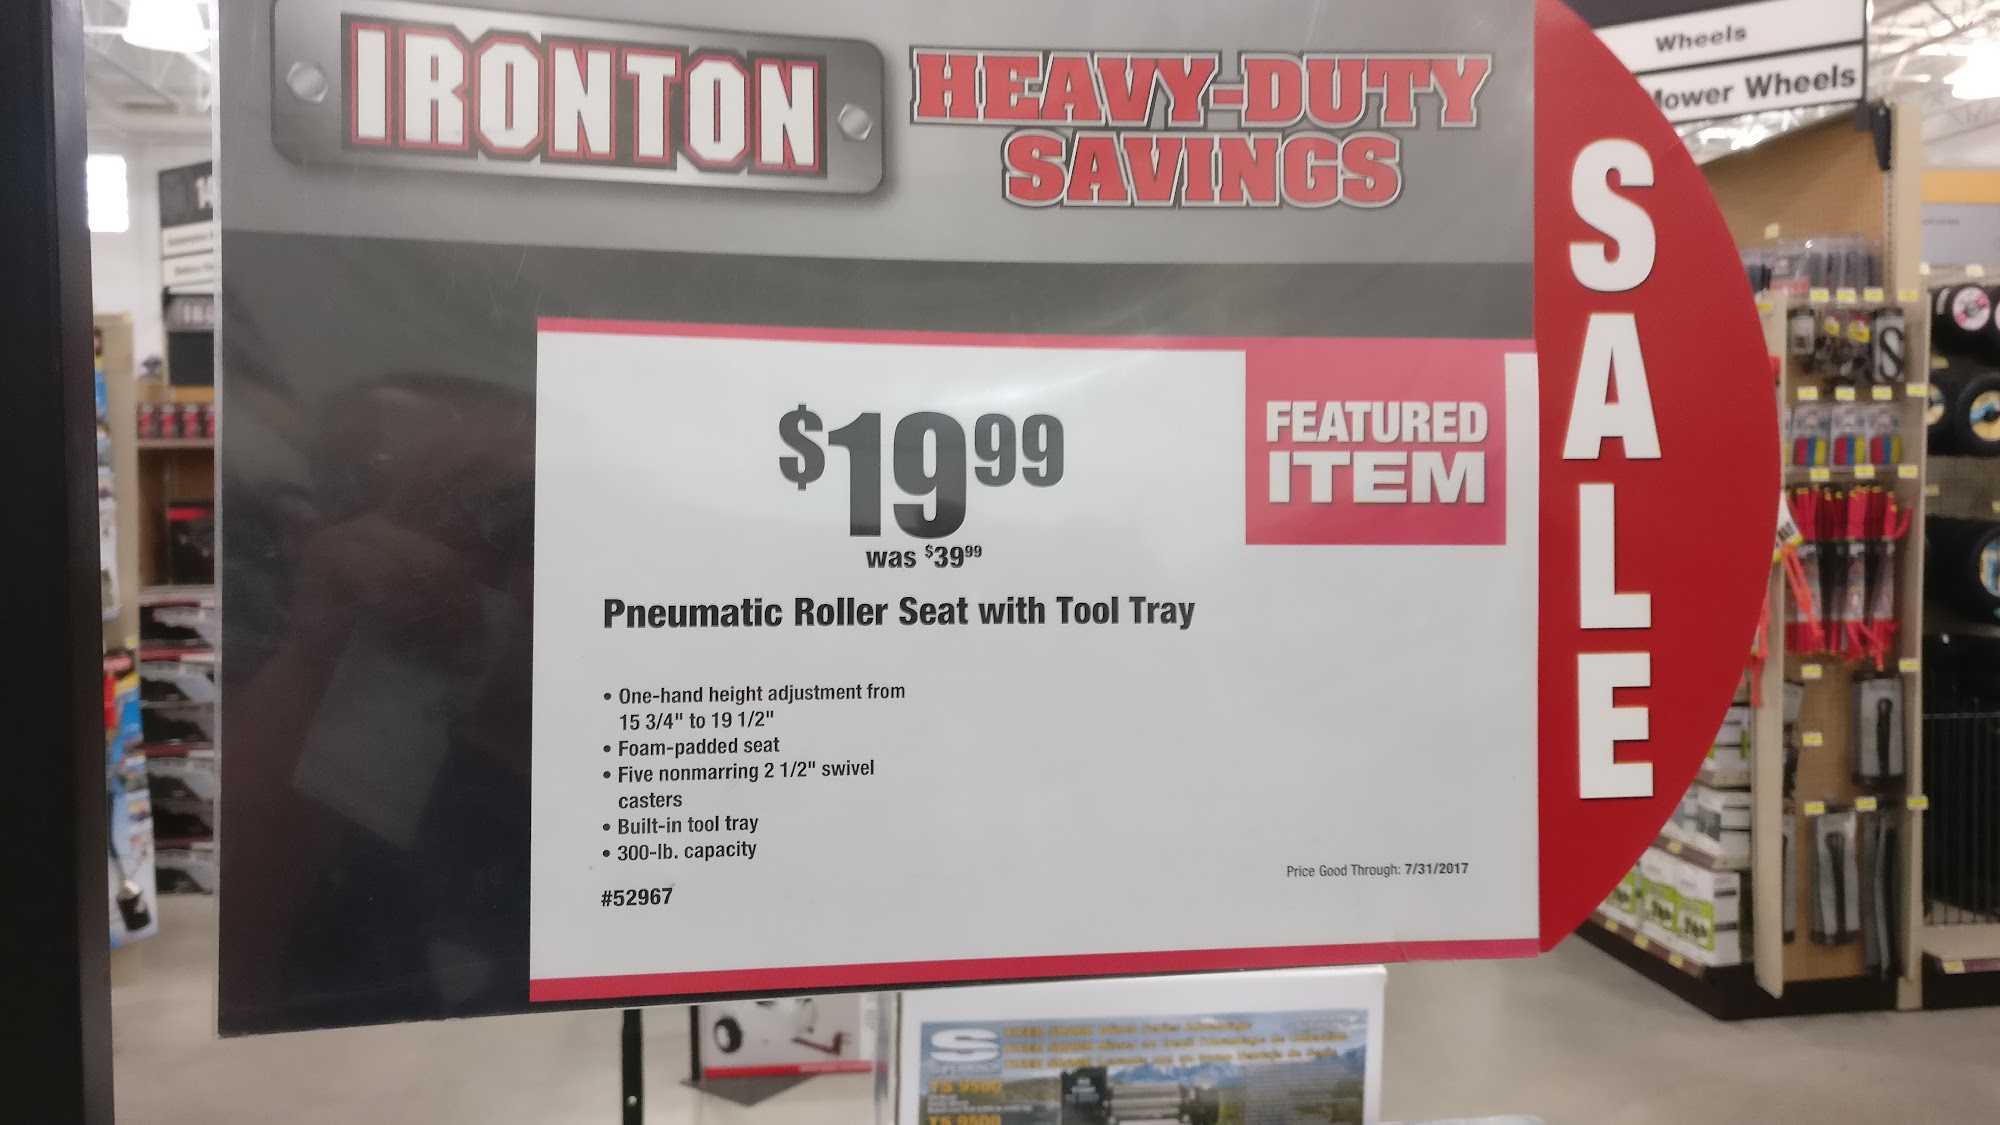 IRONTON
HEAVY-DUTY
SAVINGS
SALE
$19.99
was $39.99
FEATURED
ITEM
Pneumatic Roller Seat with Tool Tray
• One-hand height adjustment from
15 3/4" to 19 1/2"
• Foam-padded seat
• Five nonmarring 2 1/2" swivel
casters
• Built-in tool tray
• 300-lb. capacity
#52967
Price Good Through: 7/31/2017
Wheels
Mower Wheels